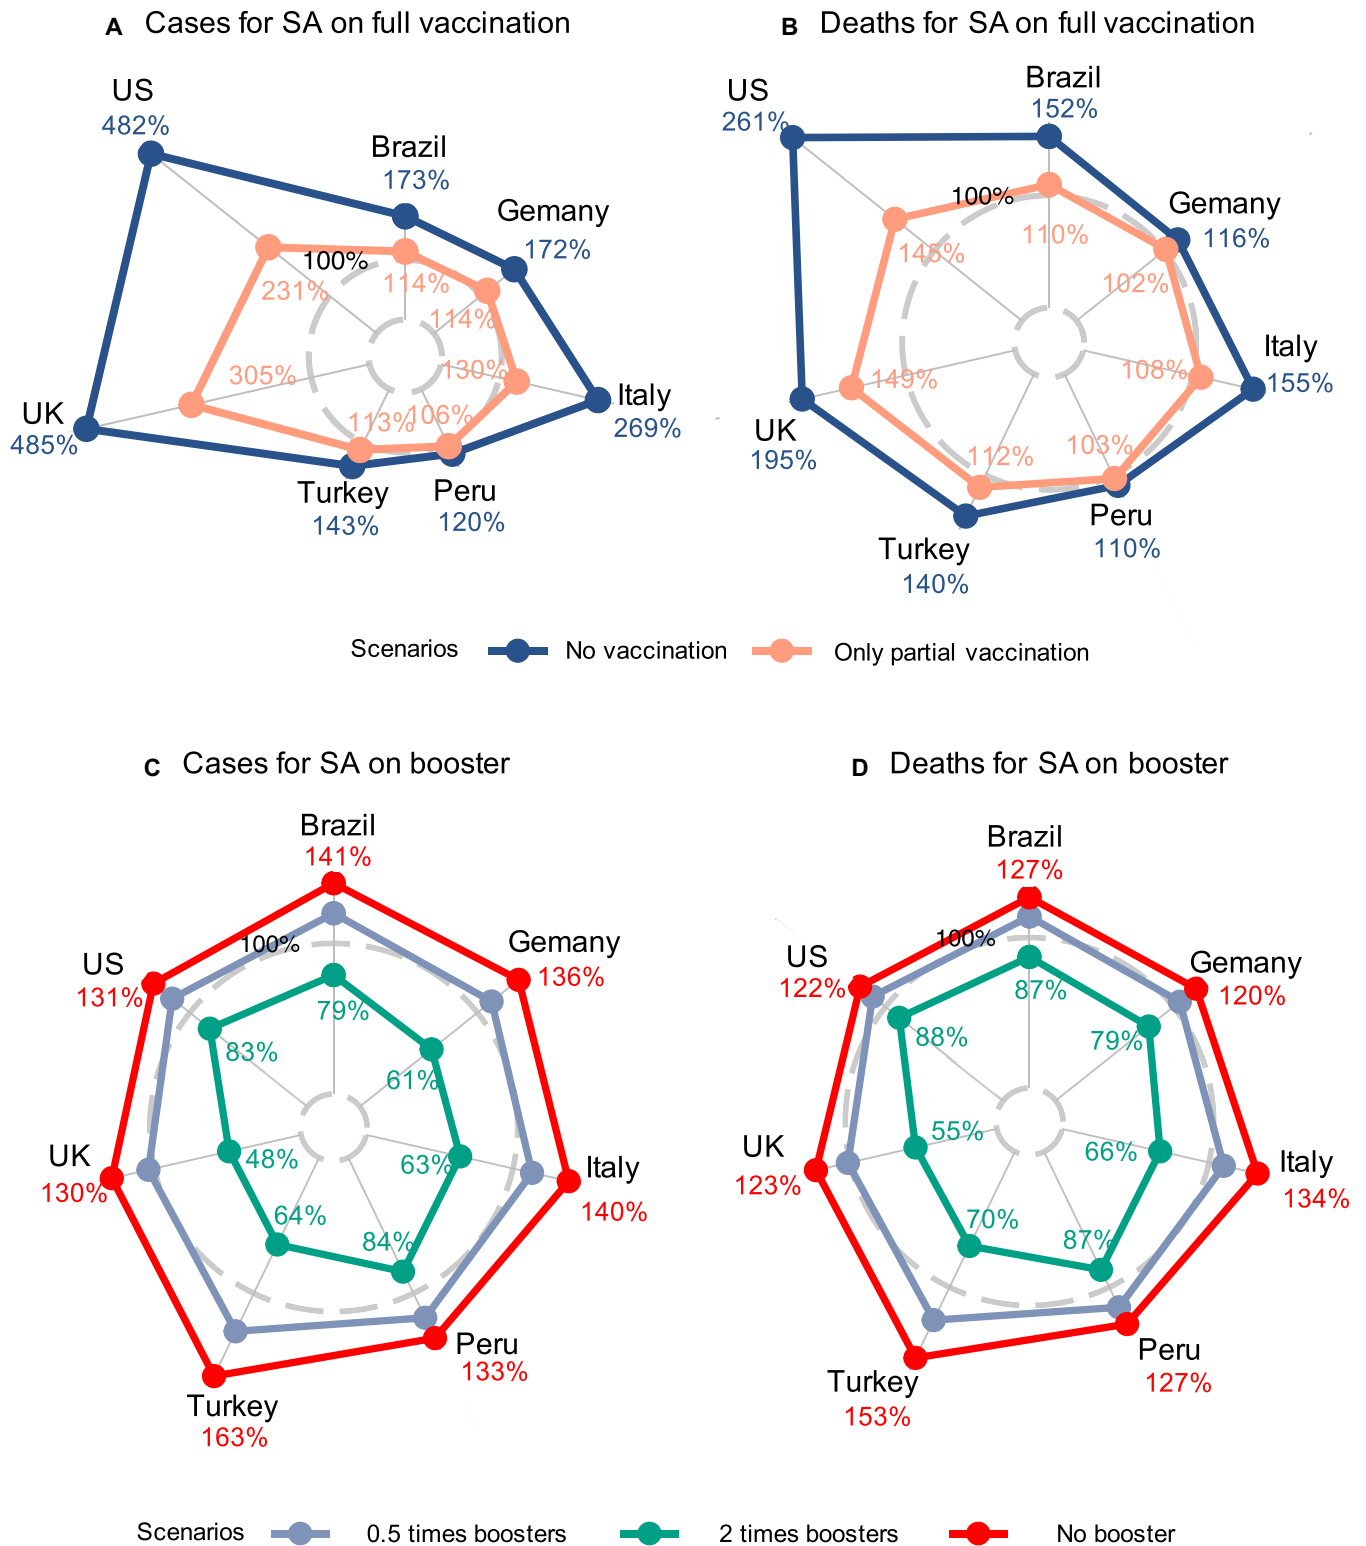 A Cases for SA on full vaccination
US
482%
Brazil
173%
Gemany
172%
100%
231%
114%
114%
305%
130%
Italy
269%
UK
485%
113%
106%
Turkey
143%
Peru
120%
B Deaths for SA on full vaccination
US
261%
Brazil
152%
100%
Gemany
116%
145%
110%
102%
Italy
155%
149%
108%
UK
195%
112%
103%
Peru
110%
Turkey
140%
Scenarios No vaccination Only partial vaccination
C Cases for SA on booster
Brazil
141%
100%
Gemany
136%
US
131%
79%
83%
61%
UK
130%
48%
63%
Italy
140%
64%
84%
Peru
133%
Turkey
163%
D Deaths for SA on booster
Brazil
127%
100%
US
122%
Gemany
120%
87%
88%
79%
UK
123%
55%
66%
Italy
134%
70%
87%
Peru
127%
Turkey
153%
Scenarios 0.5 times boosters 2 times boosters No booster